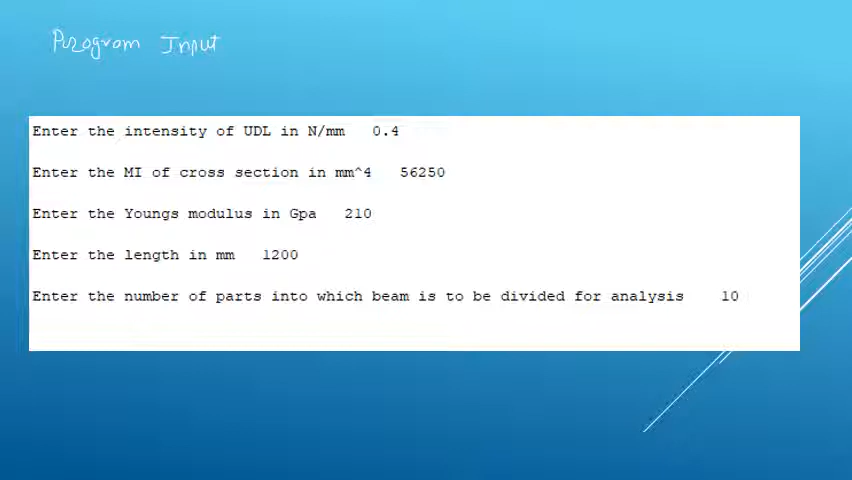 Program Input
Enter the intensity of UDL in N/mm 0.4
Enter the MI of cross section in mm^4 56250
Enter the Youngs modulus in Gpa 210
Enter the length in mm 1200
Enter the number of parts into which beam is to be divided for analysis 10